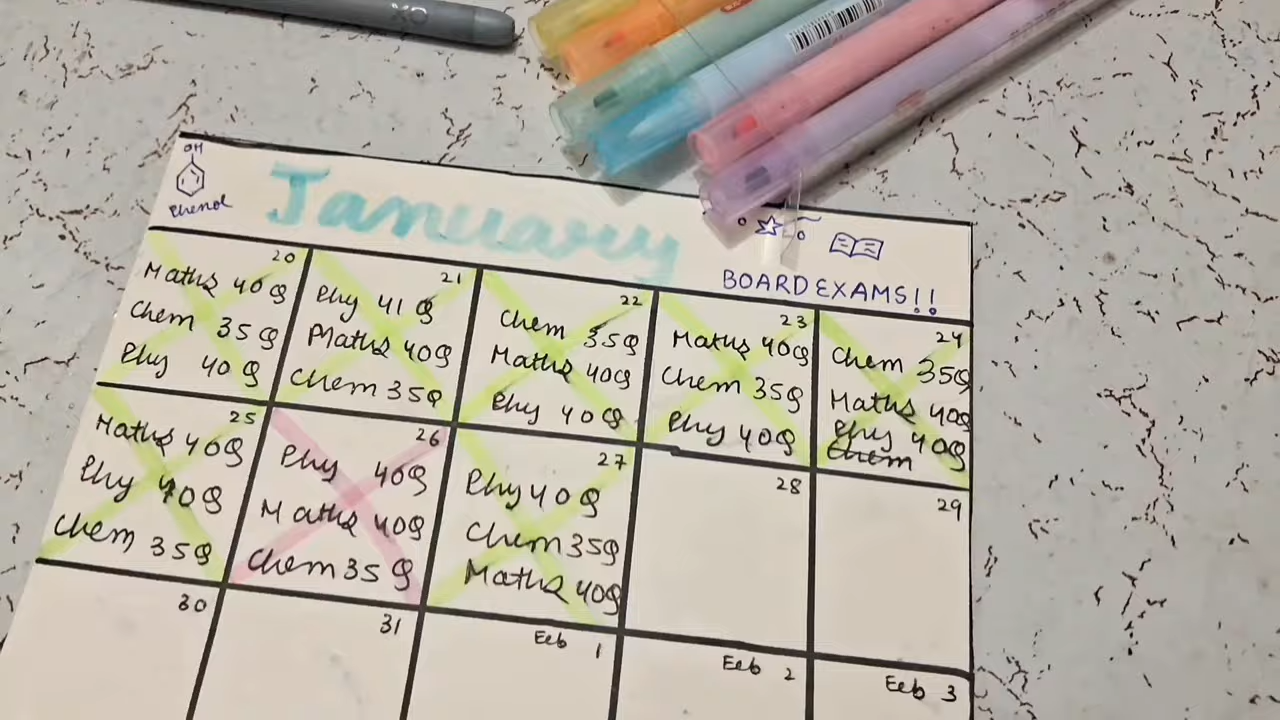 OH
Phenol
January
BOARD EXAMS!!
20
Maths 40Q
Chem 35Q
Phy 40Q
21
Phy 41Q
Maths 40Q
Chem 35Q
22
Chem 35Q
Maths 40Q
Phy 40Q
23
Maths 40Q
Chem 35Q
Phy 40Q
24
Chem 35Q
Maths 40Q
Phy 40Q
Chem
25
Maths 40Q
Phy 40Q
Chem 35Q
26
Phy 40Q
Maths 40Q
Chem 35Q
27
Phy 40Q
Chem 35Q
Maths 40Q
28
29
30
31
Feb 1
Feb 2
Feb 3